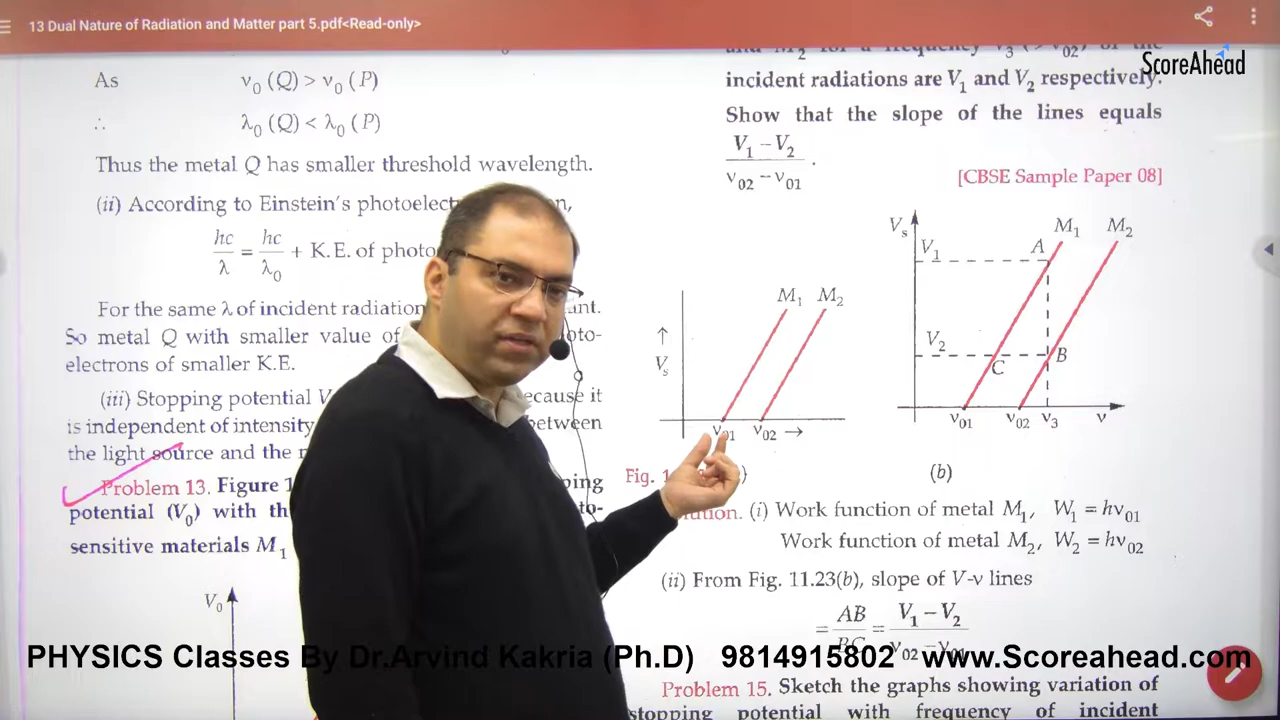 13 Dual Nature of Radiation and Matter part 5.pdf<Read-only>
ScoreAhead
As ν₀ (Q) > ν₀ (P)
∴ λ₀ (Q) < λ₀ (P)
Thus the metal Q has smaller threshold wavelength.
(ii) According to Einstein's
hc/λ = hc/λ₀ + K.E. of
For the same λ of incident
So metal Q with smaller value of
electrons of smaller K.E.
(iii) Stopping potential because it
is independent of intensity between
the light source and the
Problem 13. Figure
potential (V₀) with
sensitive materials M₁
V₀
incident radiations are V₁ and V₂ respectively.
Show that the slope of the lines equals
V₁ – V₂ / ν₀₂ – ν₀₁ .
[CBSE Sample Paper 08]
M₁ M₂
↑
Vₛ
ν₀₁ ν₀₂ →
Vₛ M₁ M₂
V₁ A
V₂ C B
ν₀₁ ν₀₂ ν₃ ν
Fig. (b)
(i) Work function of metal M₁, W₁ = hν₀₁
Work function of metal M₂, W₂ = hν₀₂
(ii) From Fig. 11.23(b), slope of V-ν lines
= AB/BC = V₁ – V₂ / ν₀₂ – ν₀₁
Problem 15. Sketch the graphs showing variation of
stopping potential with frequency of incident
PHYSICS Classes By Dr.Arvind Kakria (Ph.D) 9814915802 www.Scoreahead.com